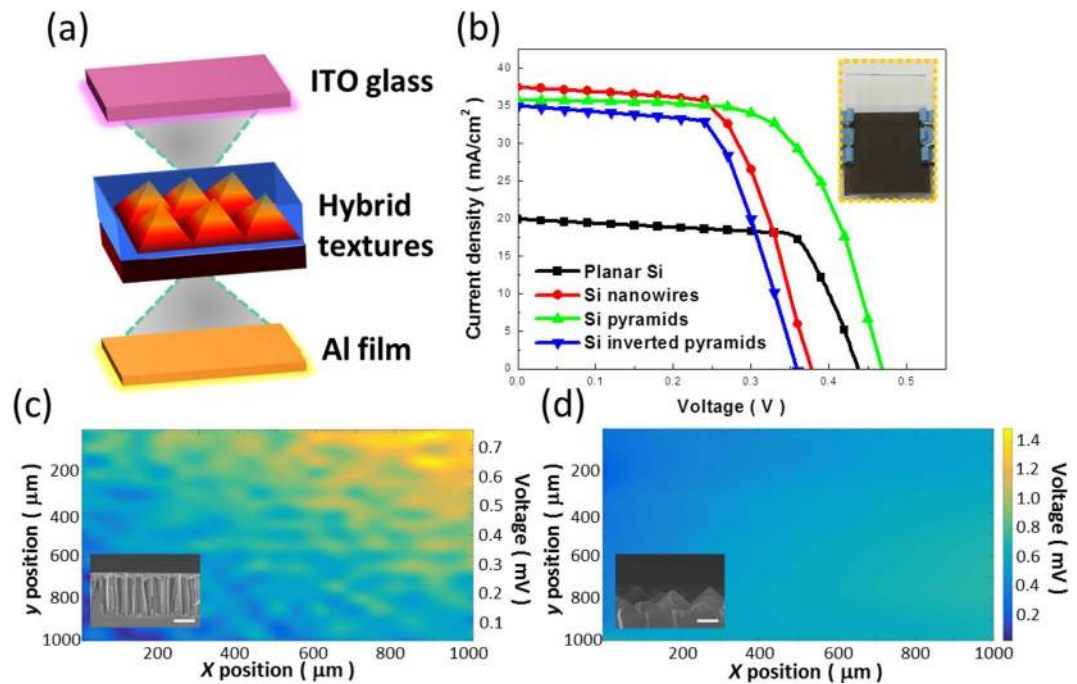 (a)
ITO glass
Hybrid
textures
Al film
(b)
Current density ( mA/cm²)
40
35
30
25
20
15
10
5
0
Planar Si
Si nanowires
Si pyramids
Si inverted pyramids
0.0
0.1
0.2
0.3
0.4
0.5
Voltage ( V )
(c)
y position ( μm)
200
400
600
800
1000
200
400
600
800
1000
X position ( μm)
0.7
0.6
0.5
0.4
0.3
0.2
0.1
Voltage ( mV)
(d)
y position ( μm)
200
400
600
800
1000
200
400
600
800
1000
X position ( μm)
1.4
1.2
1.0
0.8
0.6
0.4
0.2
Voltage ( mV)